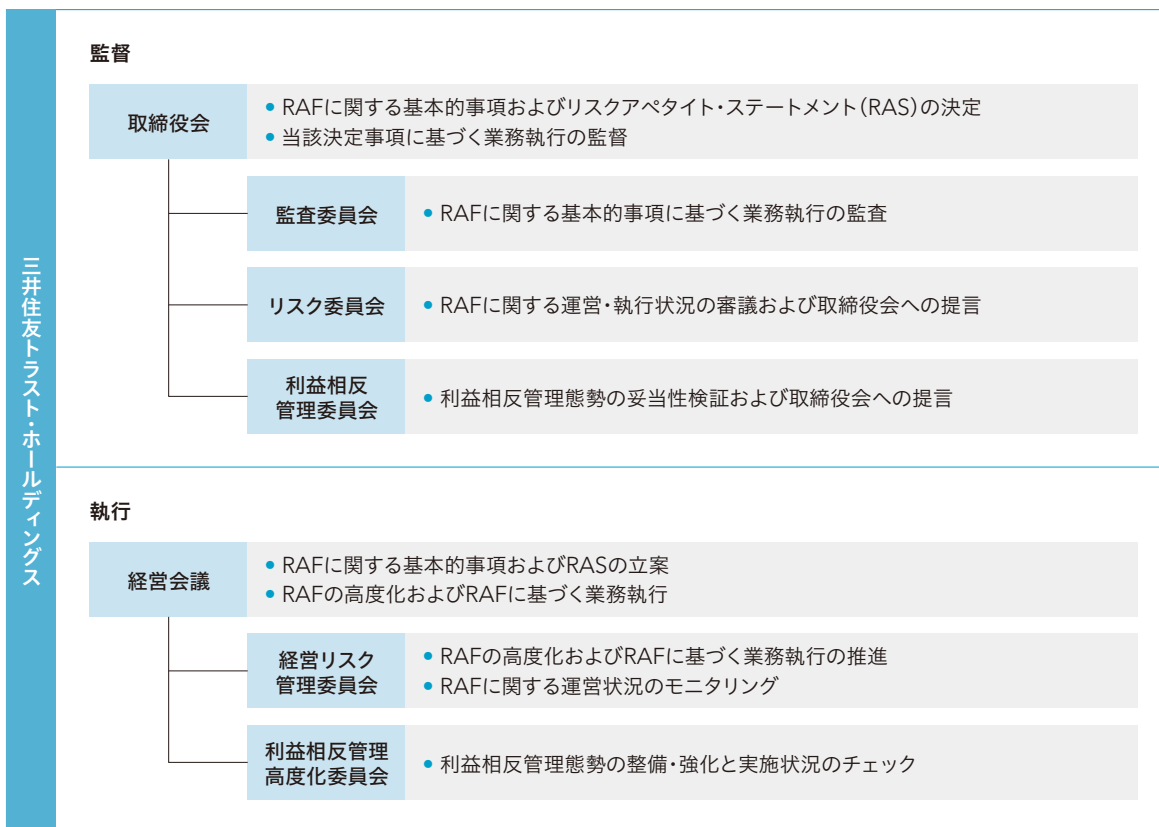 三井住友トラスト・ホールディングス
監督
取締役会
• RAFに関する基本的事項およびリスクアペタイト・ステートメント(RAS)の決定
• 当該決定事項に基づく業務執行の監督
監査委員会
• RAFに関する基本的事項に基づく業務執行の監査
リスク委員会
• RAFに関する運営・執行状況の審議および取締役会への提言
利益相反
管理委員会
• 利益相反管理態勢の妥当性検証および取締役会への提言
執行
経営会議
• RAFに関する基本的事項およびRASの立案
• RAFの高度化およびRAFに基づく業務執行
経営リスク
管理委員会
• RAFの高度化およびRAFに基づく業務執行の推進
• RAFに関する運営状況のモニタリング
利益相反管理
高度化委員会
• 利益相反管理態勢の整備・強化と実施状況のチェック